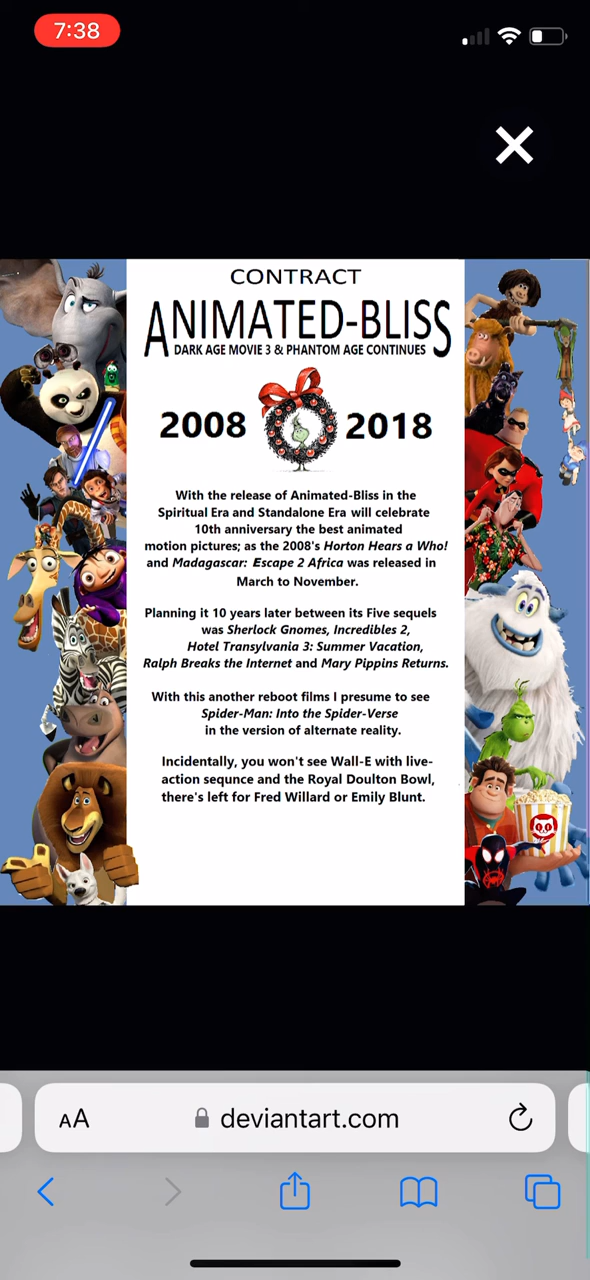 7:38
CONTRACT
ANIMATED-BLISS
DARK AGE MOVIE 3 & PHANTOM AGE CONTINUES
2008 2018
With the release of Animated-Bliss in the
Spiritual Era and Standalone Era will celebrate
10th anniversary the best animated
motion pictures; as the 2008's Horton Hears a Who!
and Madagascar: Escape 2 Africa was released in
March to November.
Planning it 10 years later between its Five sequels
was Sherlock Gnomes, Incredibles 2,
Hotel Transylvania 3: Summer Vacation,
Ralph Breaks the Internet and Mary Pippins Returns.
With this another reboot films I presume to see
Spider-Man: Into the Spider-Verse
in the version of alternate reality.
Incidentally, you won't see Wall-E with live-
action sequnce and the Royal Doulton Bowl,
there's left for Fred Willard or Emily Blunt.
AA deviantart.com